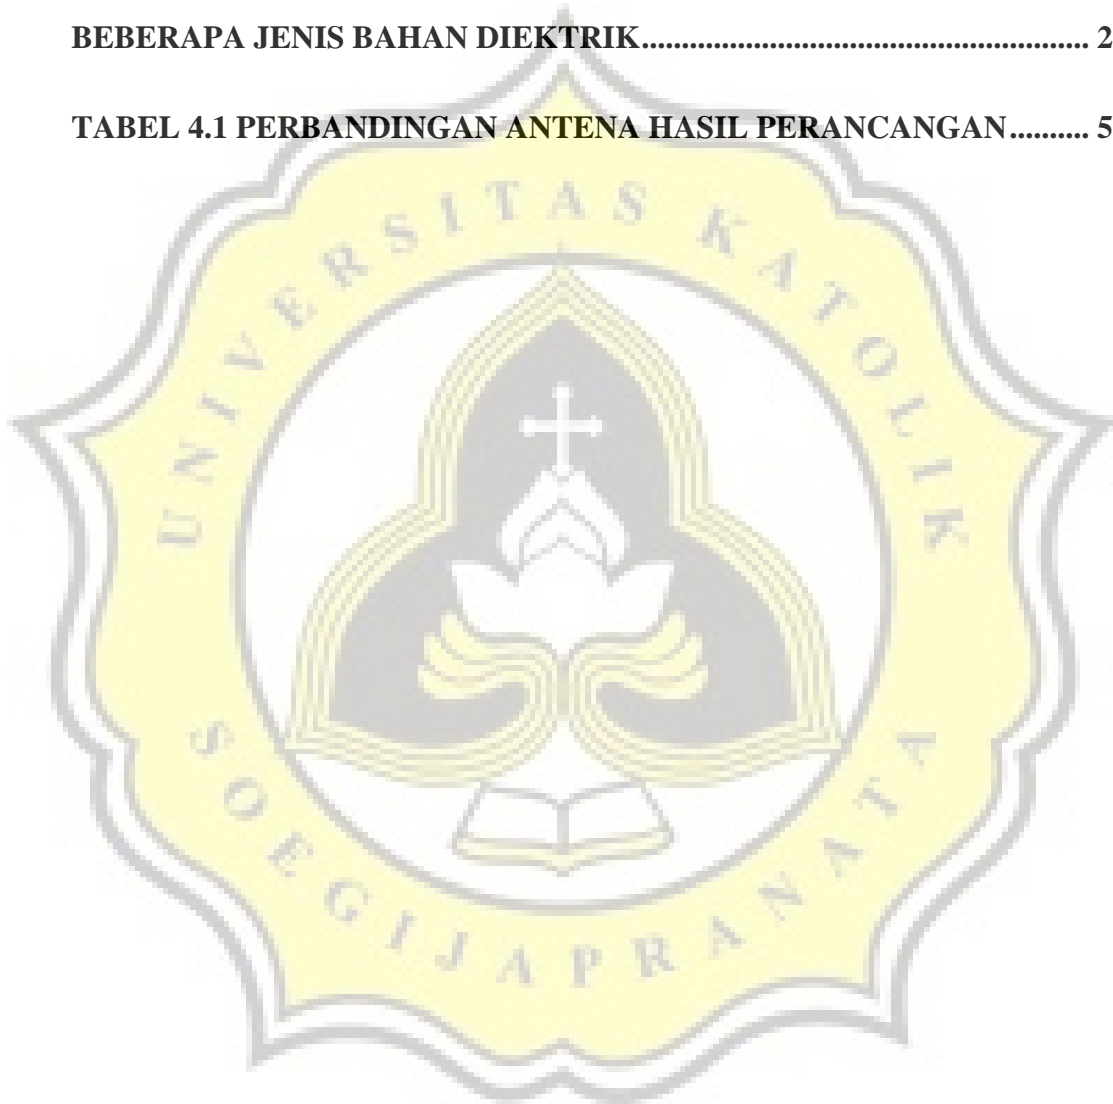 BEBERAPA JENIS BAHAN DIEKTRIK........................................................ 2
TABEL 4.1 PERBANDINGAN ANTENA HASIL PERANCANGAN.......... 5
UNIVERSITAS KATOLIK
SOEGIJAPRANATA